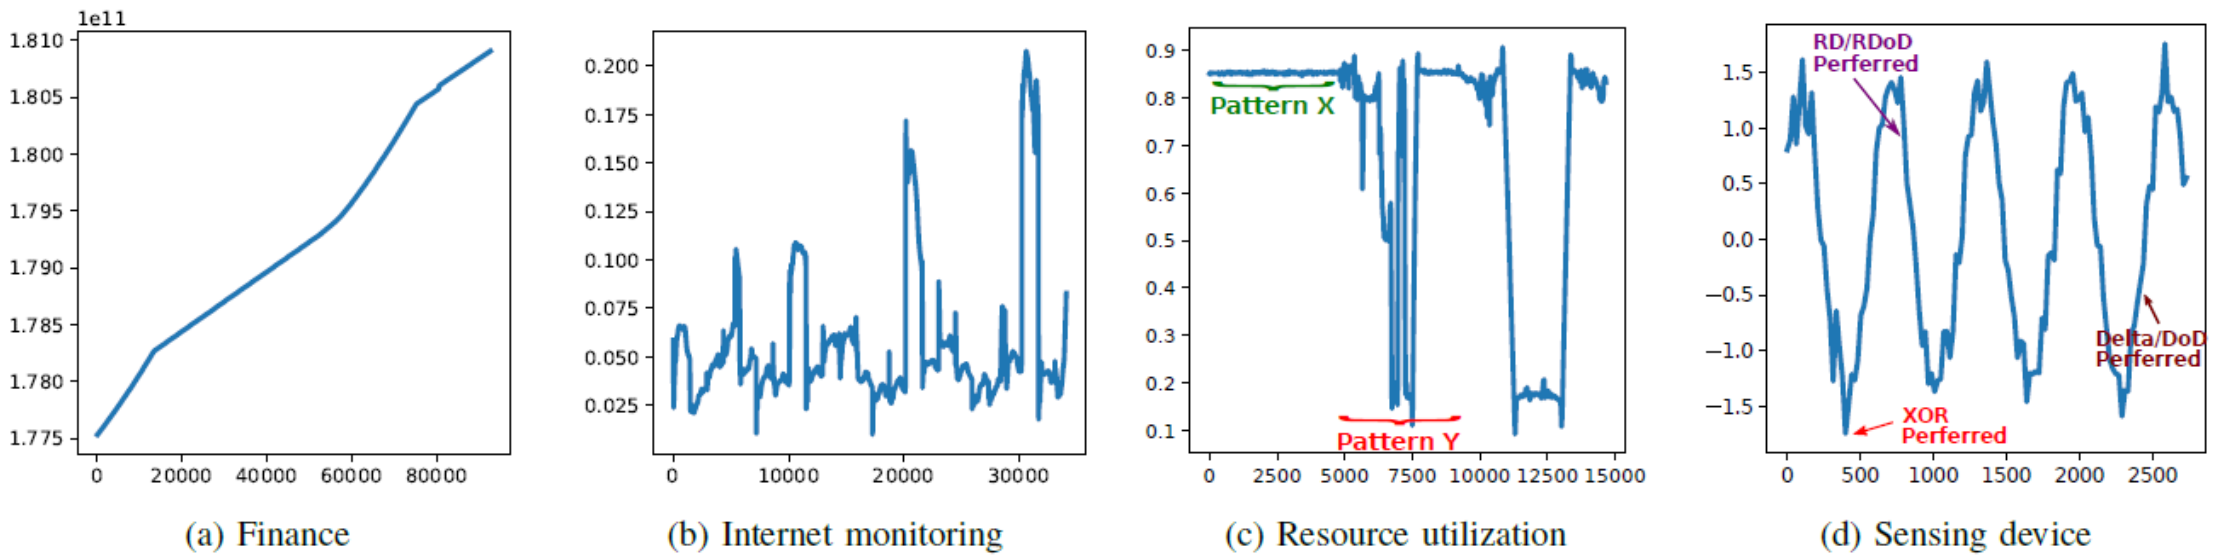 1e11
1.810
1.805
1.800
1.795
1.790
1.785
1.780
1.775
0 20000 40000 60000 80000
(a) Finance
0.200
0.175
0.150
0.125
0.100
0.075
0.050
0.025
0 10000 20000 30000
(b) Internet monitoring
0.9
0.8
0.7
0.6
0.5
0.4
0.3
0.2
0.1
Pattern X
Pattern Y
0 2500 5000 7500 10000 12500 15000
(c) Resource utilization
1.5
1.0
0.5
0.0
−0.5
−1.0
−1.5
RD/RDoD
Perferred
Delta/DoD
Perferred
XOR
Perferred
0 500 1000 1500 2000 2500
(d) Sensing device